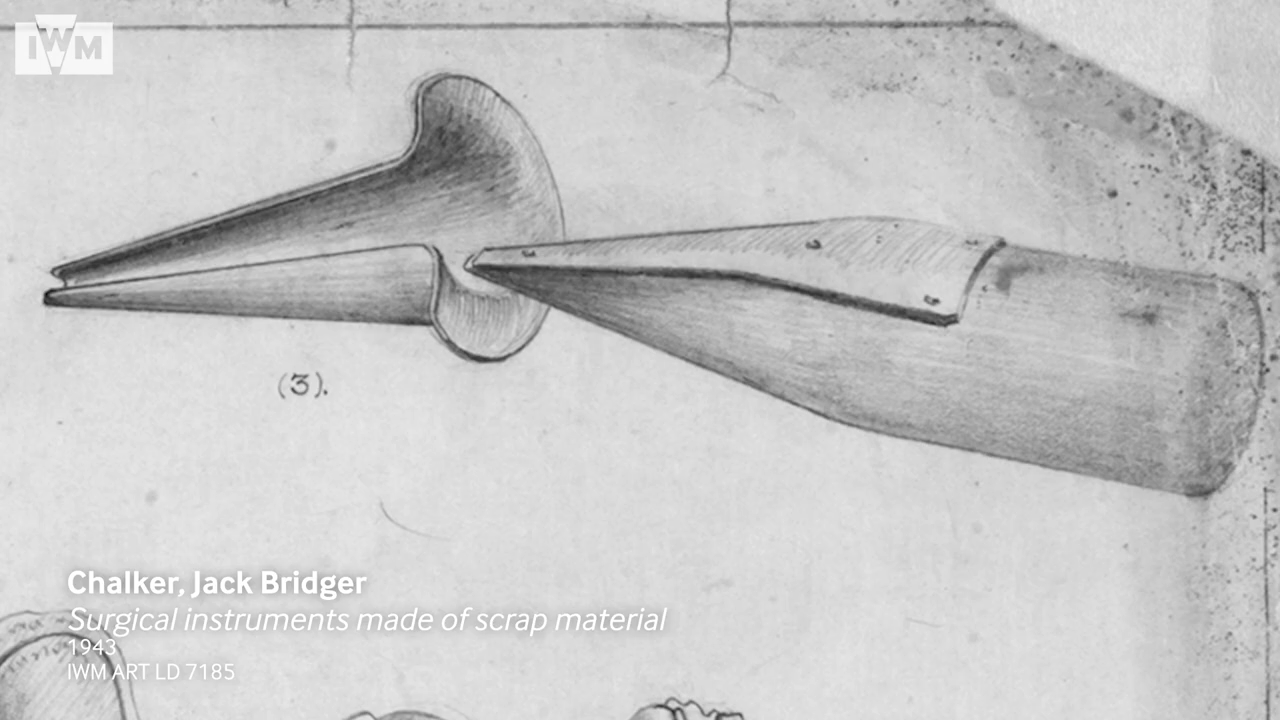 IWM
(3).
Chalker, Jack Bridger
Surgical instruments made of scrap material
1943
IWM ART LD 7185